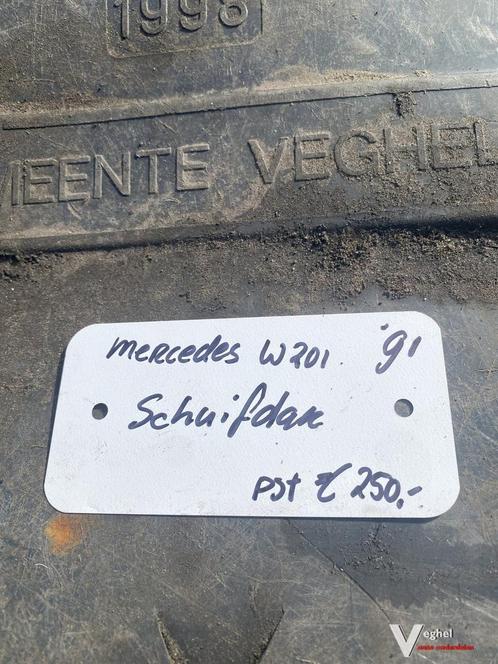 1998
MEENTE VEGHEL
Mercedes W201. '91
Schuifdak
pst € 250,-
Veghel